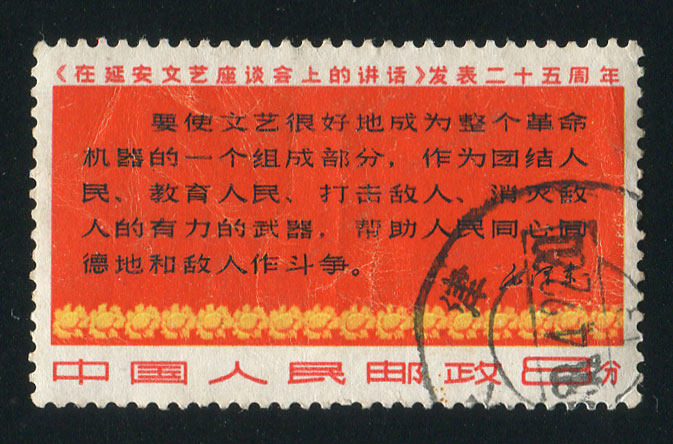 《在延安文艺座谈会上的讲话》发表二十五周年
要使文艺很好地成为整个革命
机器的一个组成部分，作为团结人
民、教育人民、打击敌人、消灭敌
人的有力的武器，帮助人民同心同
德地和敌人作斗争。
毛泽东
津
中国人民邮政8分